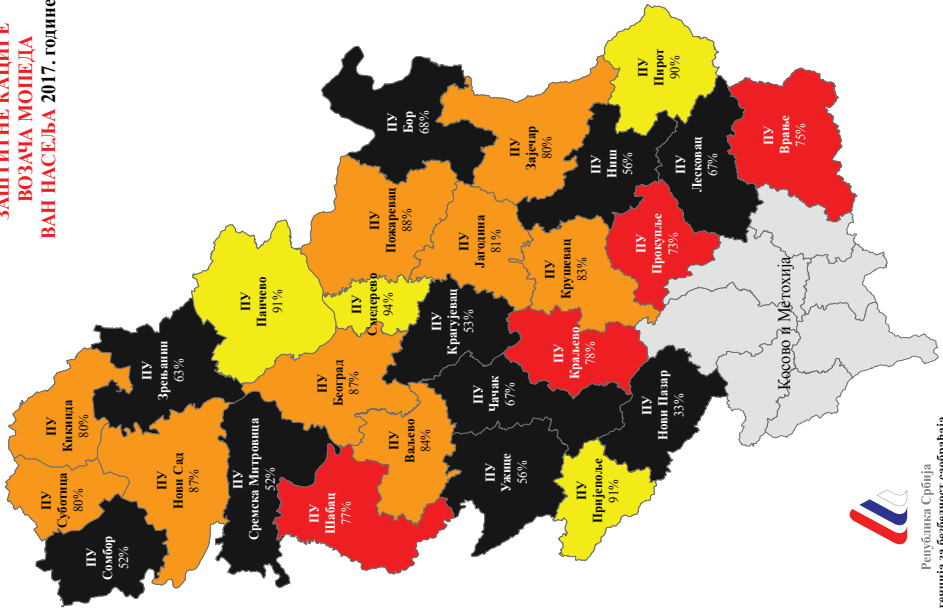 ЗАШТИТНЕ КАЦИГЕ
ВОЗАЧА МОПЕДА
ВАН НАСЕЉА 2017. године
ПУ
Суботица
80%
ПУ
Кикинда
80%
ПУ
Сомбор
52%
ПУ
Нови Сад
87%
ПУ
Зрењанин
63%
ПУ
Панчево
91%
ПУ
Сремска Митровица
52%
ПУ
Београд
87%
ПУ
Смедерево
94%
ПУ
Пожаревац
88%
ПУ
Бор
68%
ПУ
Шабац
77%
ПУ
Ваљево
84%
ПУ
Крагујевац
53%
ПУ
Јагодина
81%
ПУ
Зајечар
80%
ПУ
Ужице
56%
ПУ
Чачак
67%
ПУ
Краљево
78%
ПУ
Крушевац
83%
ПУ
Ниш
56%
ПУ
Пирот
90%
ПУ
Пријепоље
91%
ПУ
Нови Пазар
33%
ПУ
Прокупље
73%
ПУ
Лесковац
67%
ПУ
Врање
75%
Косово и Метохија
Република Србија
генција за безбедност саобраћаја